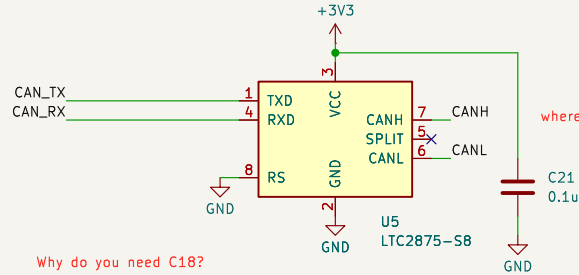 +3V3
3
CAN_TX
1
TXD
VCC
CAN_RX
4
RXD
CANH
7
CANH
where
SPLIT
5
CANL
6
CANL
8
RS
GND
C21
0.1u
GND
2
U5
LTC2875-S8
GND
GND
Why do you need C18?